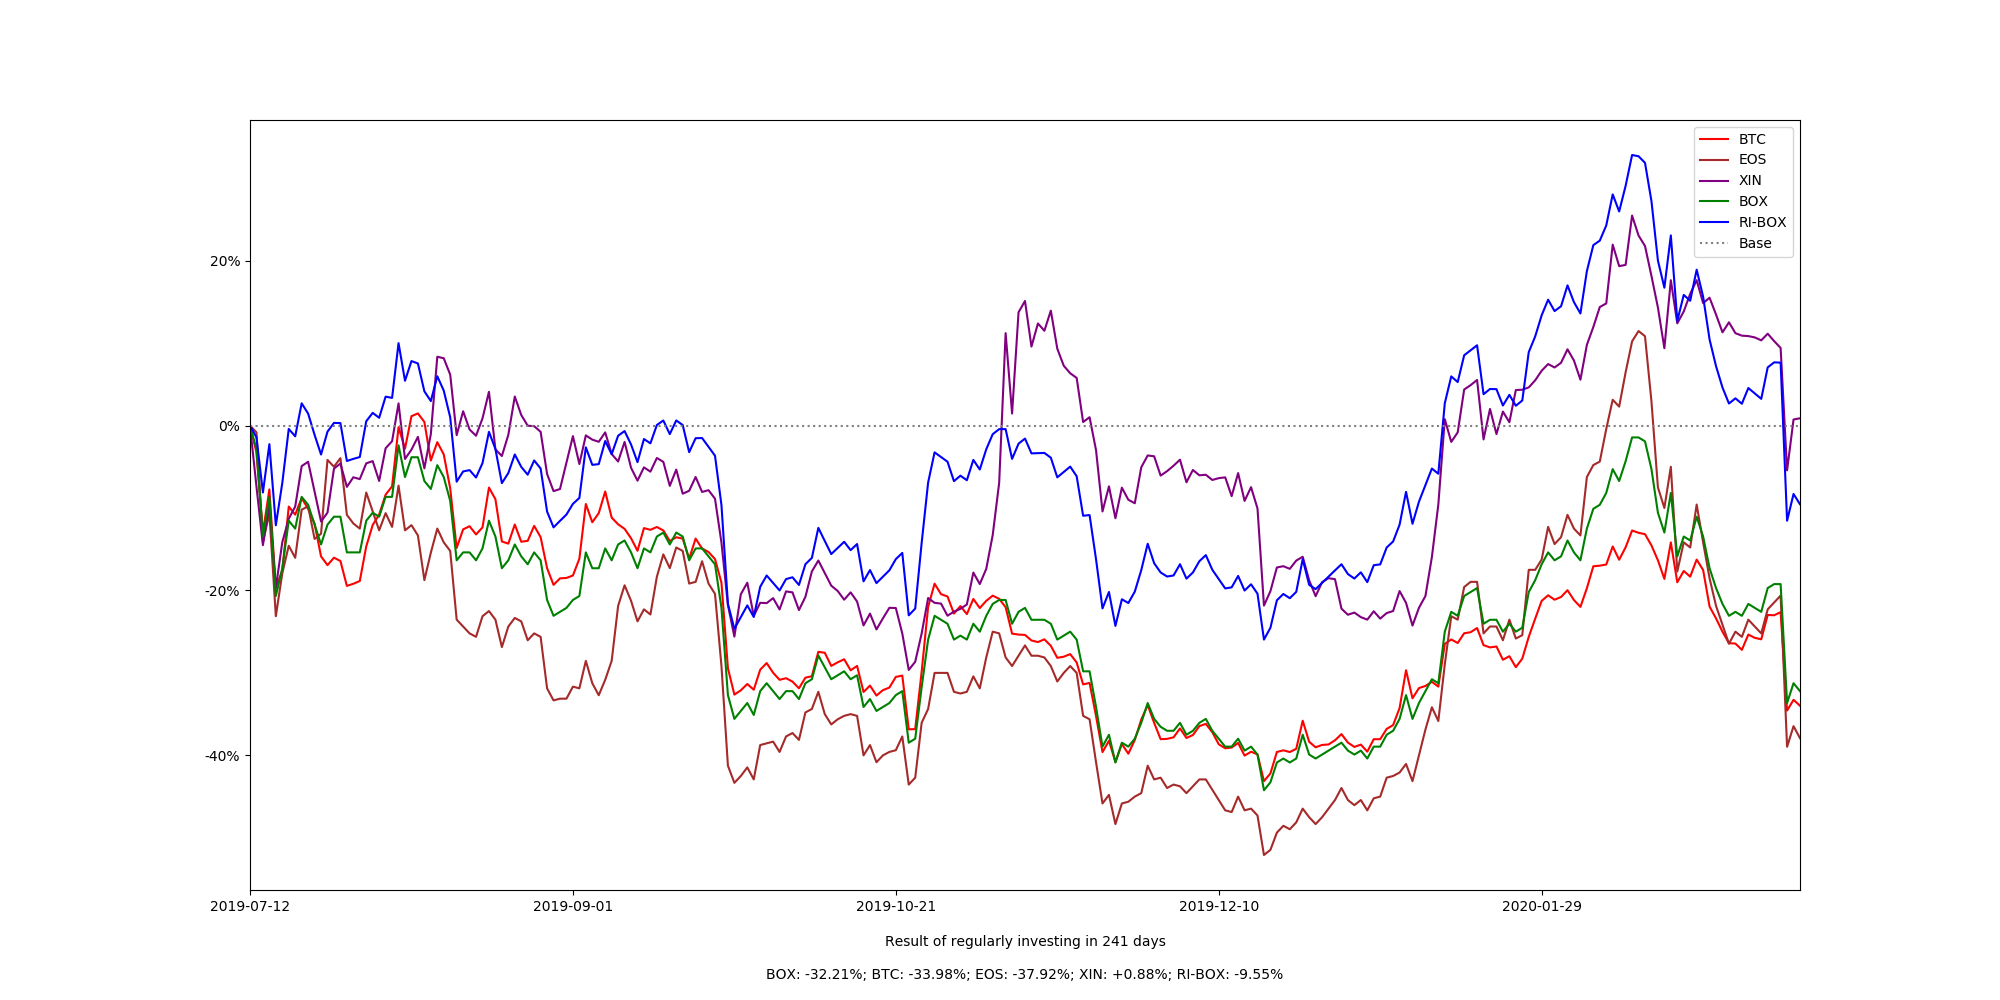 BTC
EOS
XIN
BOX
RI-BOX
Base
20%
0%
-20%
-40%
2019-07-12 2019-09-01 2019-10-21 2019-12-10 2020-01-29
Result of regularly investing in 241 days
BOX: -32.21%; BTC: -33.98%; EOS: -37.92%; XIN: +0.88%; RI-BOX: -9.55%